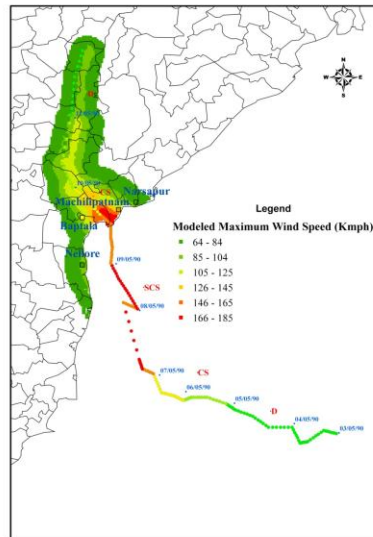 N
W E
S
D
CS
Narsapur
Machilipatnam
Baptala
Nellore
Legend
Modeled Maximum Wind Speed (Kmph)
64 - 84
85 - 104
105 - 125
126 - 145
146 - 165
166 - 185
09/05/90
SCS
08/05/90
07/05/90
CS
06/05/90
05/05/90
D
04/05/90
03/05/90